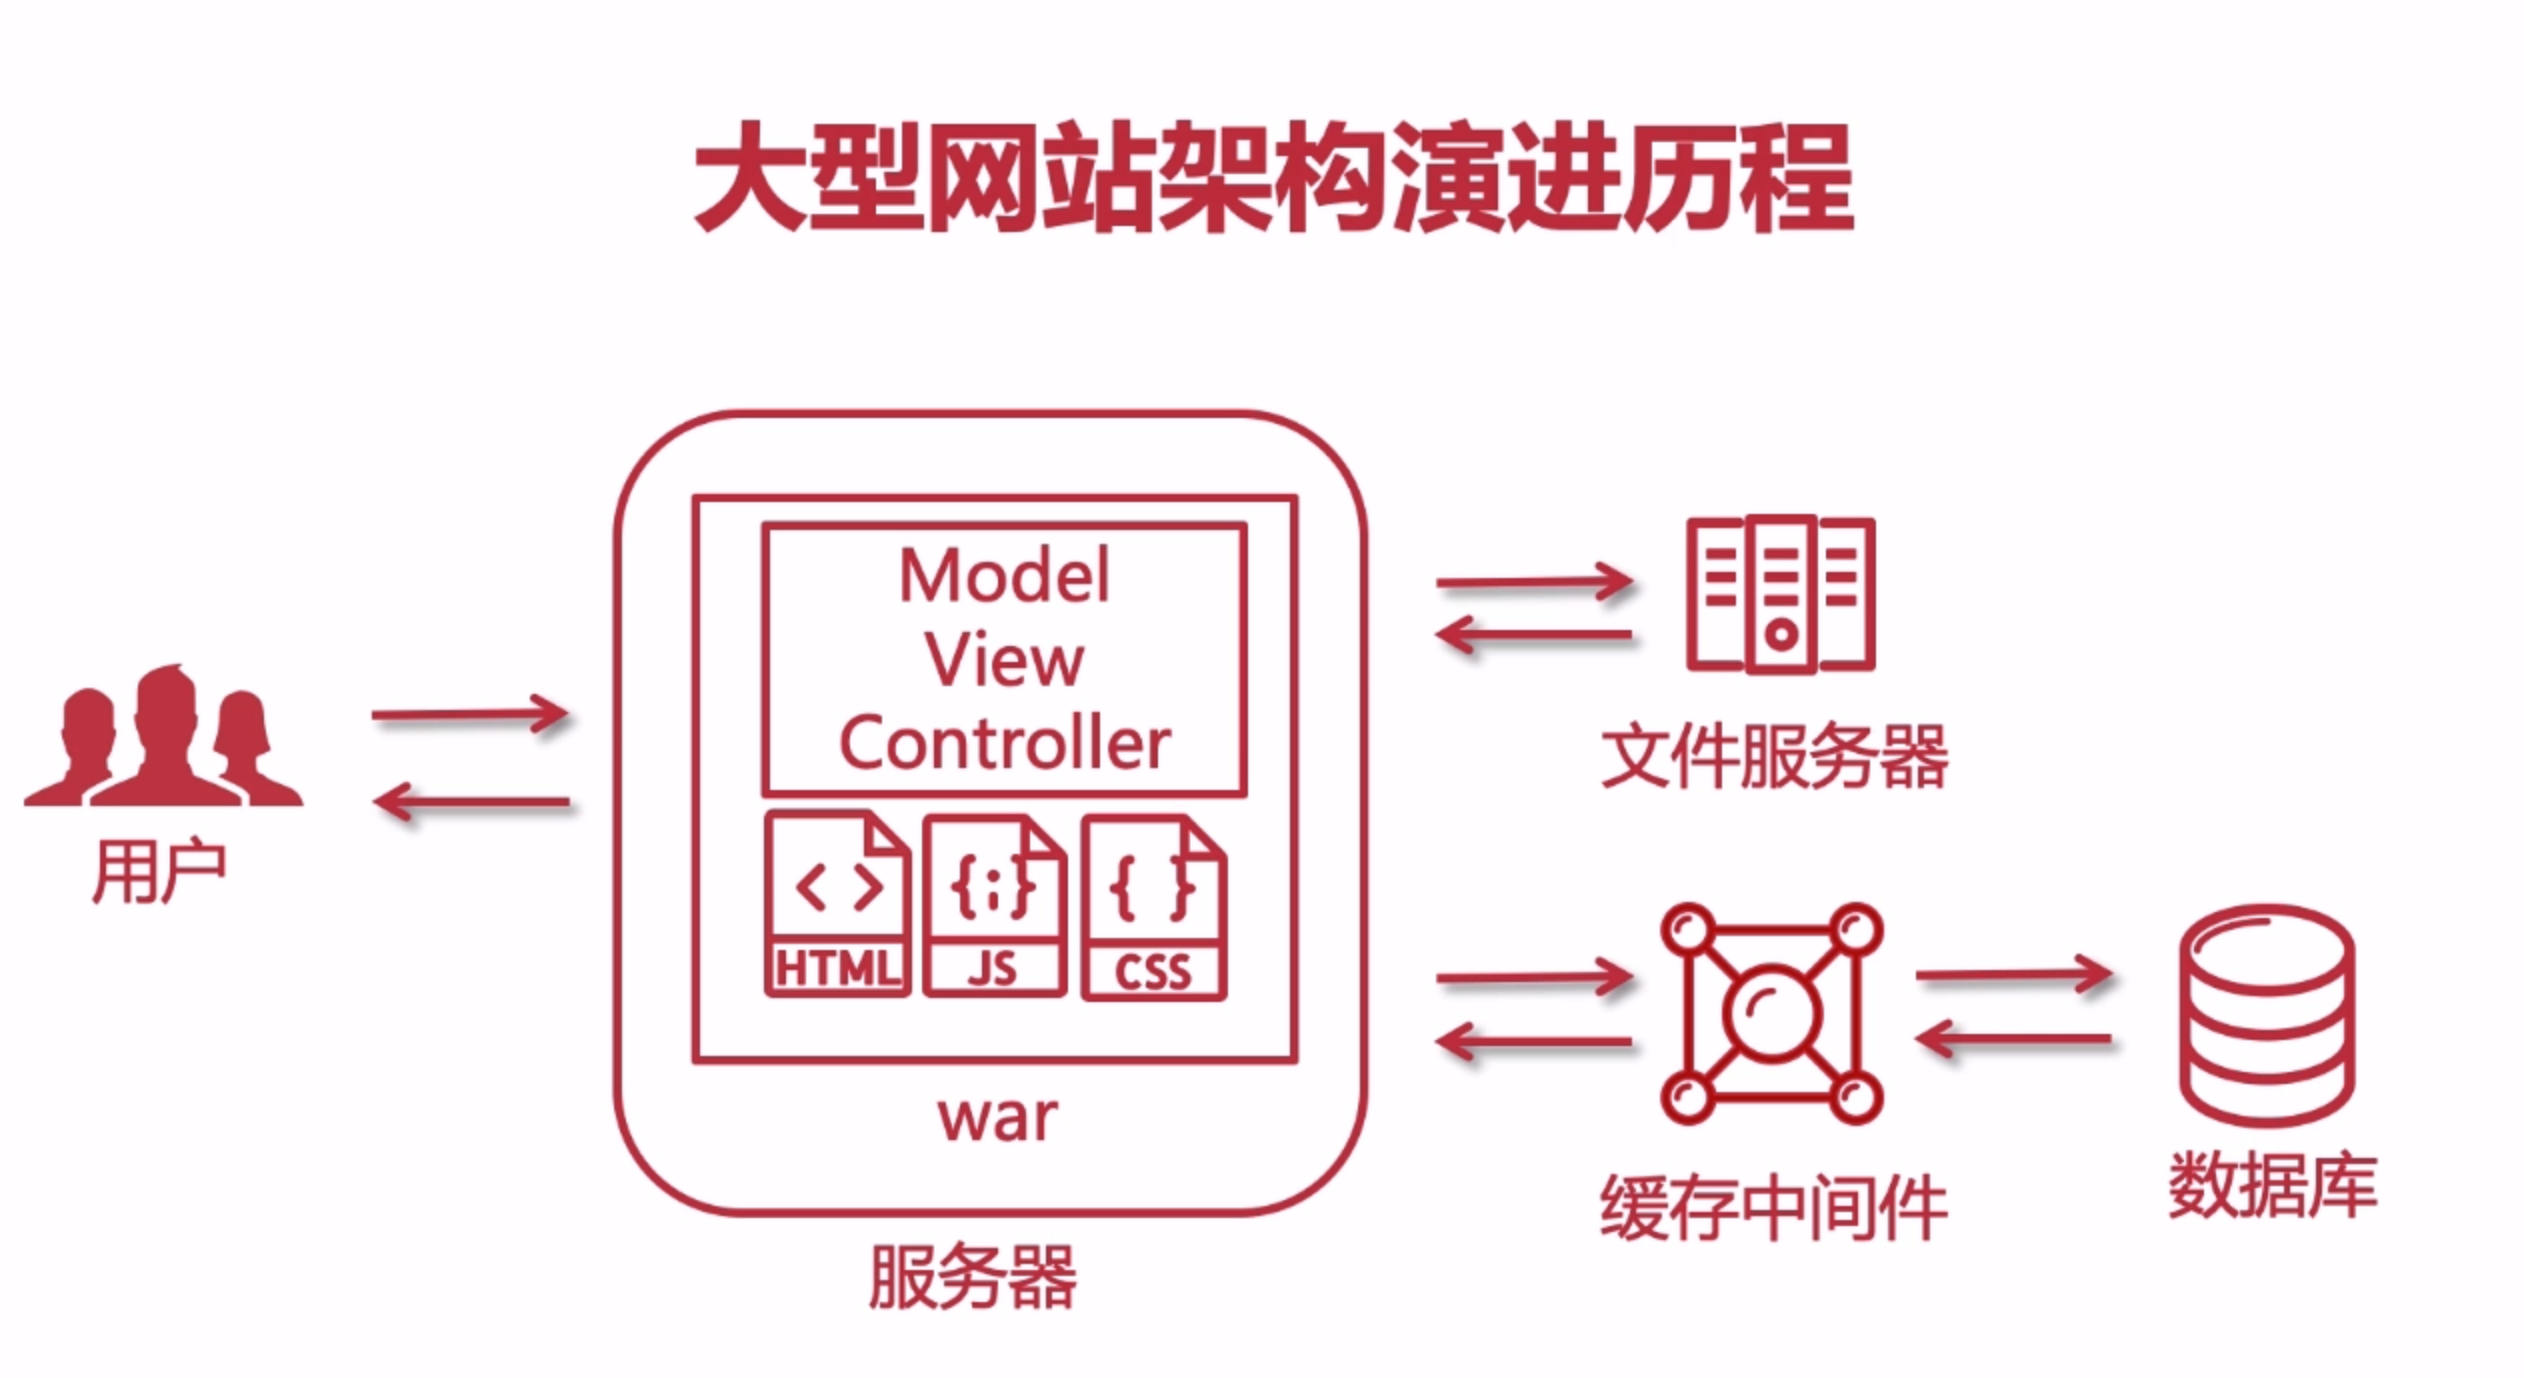 大型网站架构演进历程
Model
View
Controller
HTML
JS
CSS
war
服务器
用户
文件服务器
缓存中间件
数据库